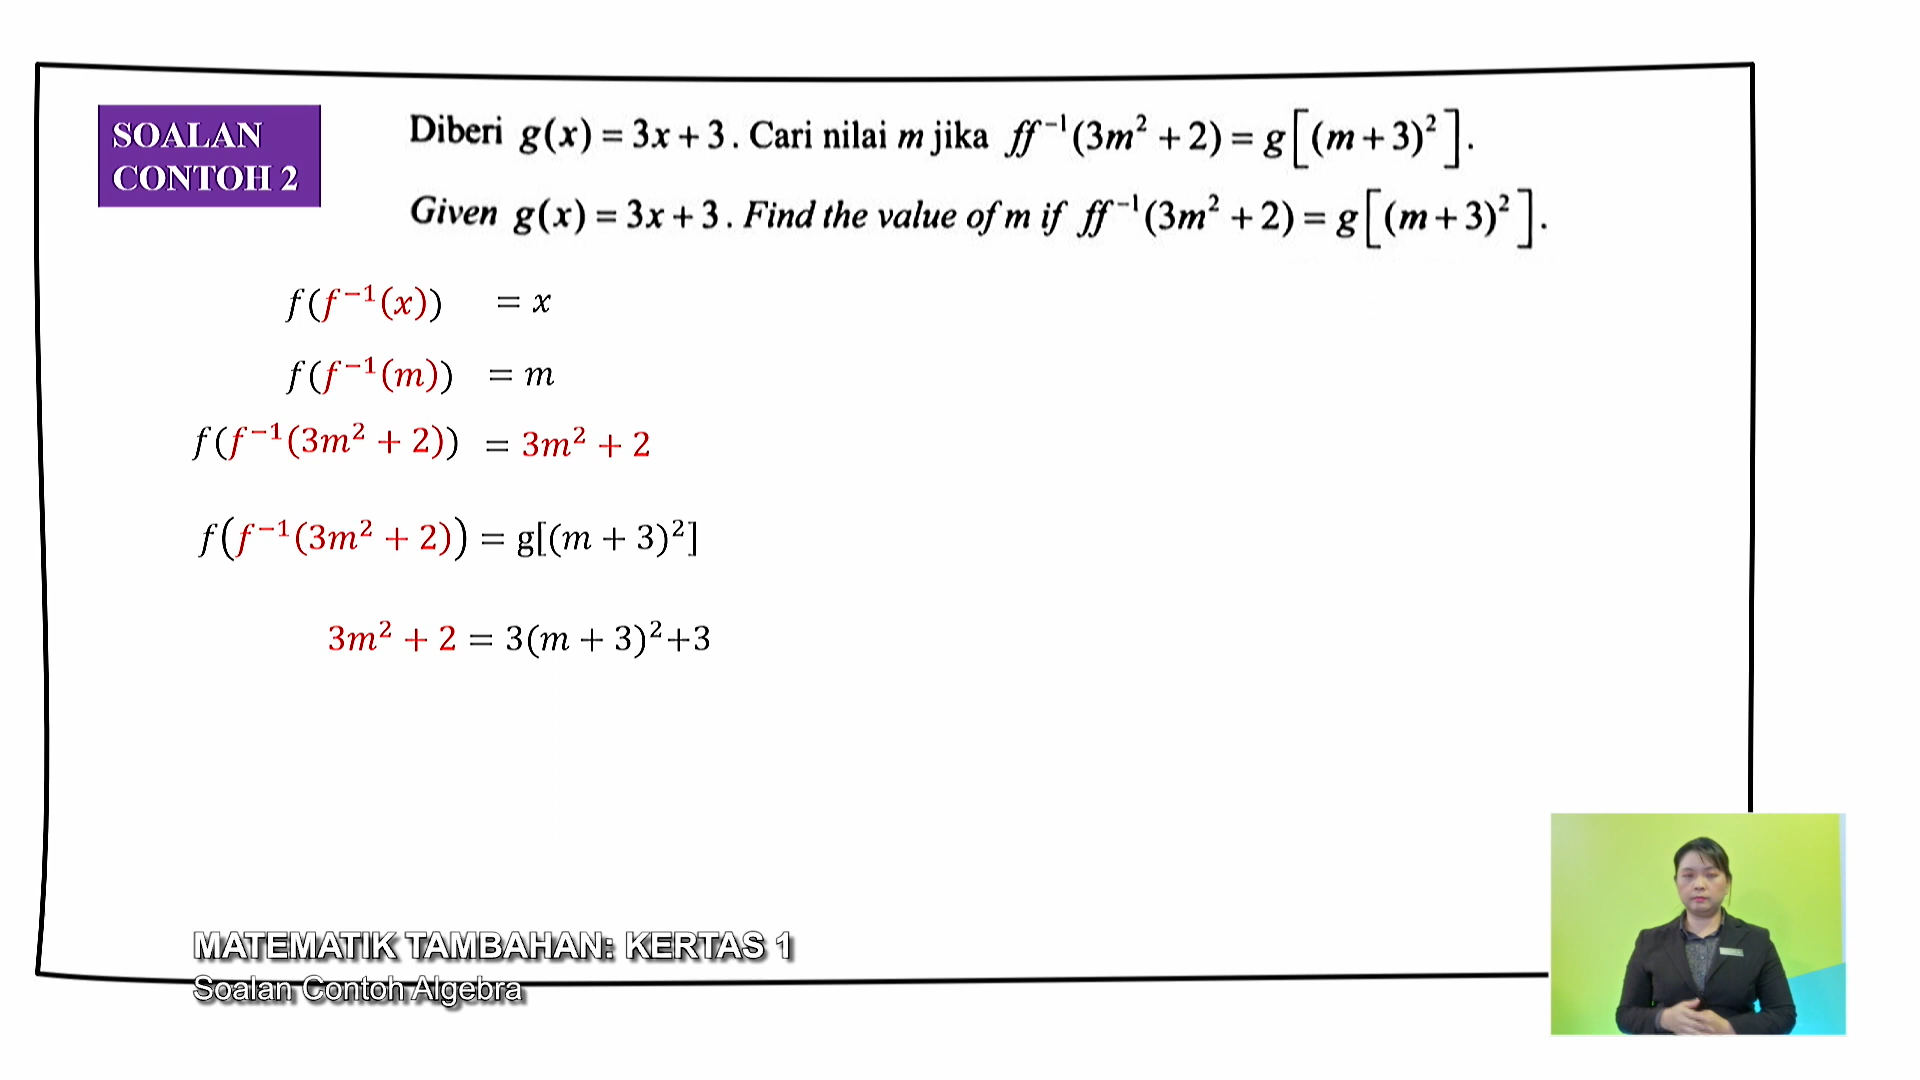 SOALAN
CONTOH 2
Diberi g(x) = 3x + 3. Cari nilai m jika ff⁻¹(3m² + 2) = g[(m + 3)²].
Given g(x) = 3x + 3. Find the value of m if ff⁻¹(3m² + 2) = g[(m + 3)²].
f(f⁻¹(x)) = x
f(f⁻¹(m)) = m
f(f⁻¹(3m² + 2)) = 3m² + 2
f(f⁻¹(3m² + 2)) = g[(m + 3)²]
3m² + 2 = 3(m + 3)²+3
MATEMATIK TAMBAHAN: KERTAS 1
Soalan Contoh Algebra